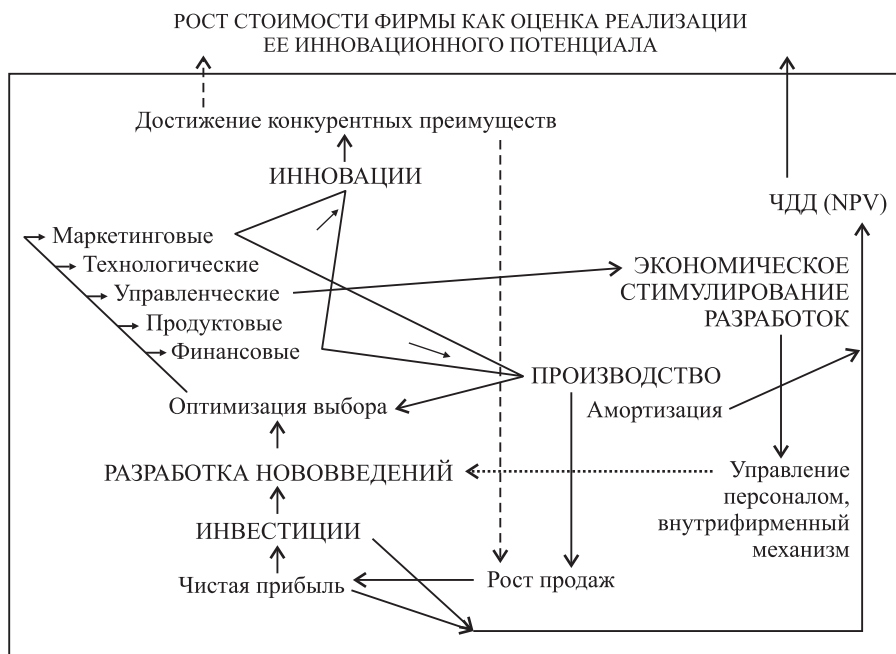 РОСТ СТОИМОСТИ ФИРМЫ КАК ОЦЕНКА РЕАЛИЗАЦИИ
ЕЕ ИННОВАЦИОННОГО ПОТЕНЦИАЛА
Достижение конкурентных преимуществ
ИННОВАЦИИ
ЧДД (NPV)
Маркетинговые
Технологические
Управленческие
Продуктовые
Финансовые
ЭКОНОМИЧЕСКОЕ
СТИМУЛИРОВАНИЕ
РАЗРАБОТОК
ПРОИЗВОДСТВО
Оптимизация выбора
Амортизация
РАЗРАБОТКА НОВОВВЕДЕНИЙ
Управление
персоналом,
внутрифирменный
механизм
ИНВЕСТИЦИИ
Чистая прибыль
Рост продаж